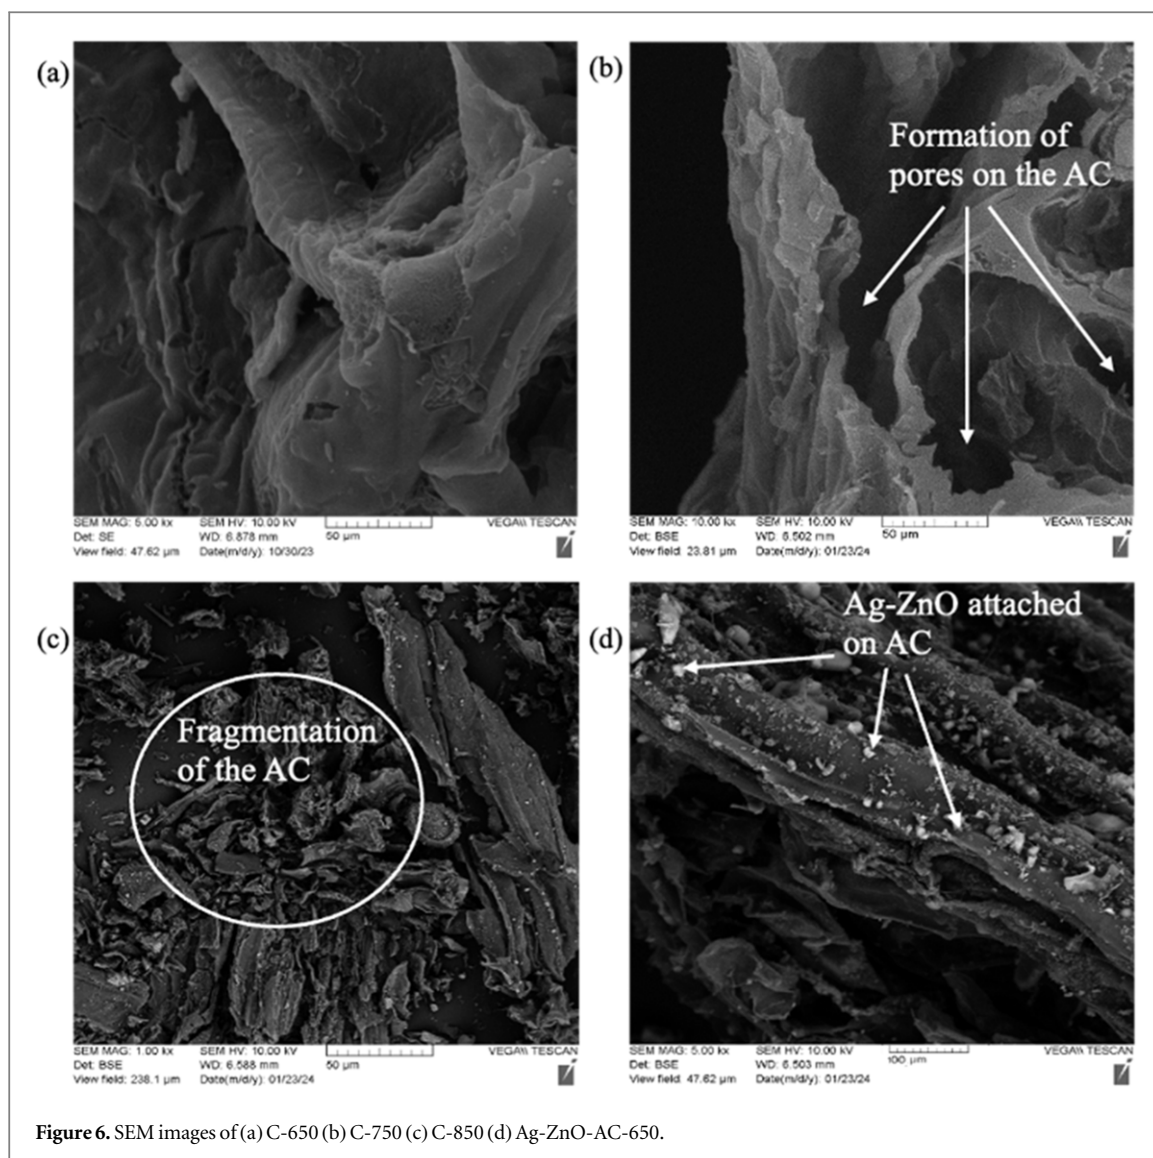 (a)
SEM MAG: 5.00 kx SEM HV: 10.00 kV
Det: SE WD: 6.878 mm 50 µm VEGA\\ TESCAN
View field: 47.62 µm Date(m/d/y): 10/30/23
(b)
Formation of
pores on the AC
SEM MAG: 10.00 kx SEM HV: 10.00 kV
Det: BSE WD: 6.502 mm 50 µm VEGA\\ TESCAN
View field: 23.81 µm Date(m/d/y): 01/23/24
(c)
Fragmentation
of the AC
SEM MAG: 1.00 kx SEM HV: 10.00 kV
Det: BSE WD: 6.588 mm 50 µm VEGA\\ TESCAN
View field: 238.1 µm Date(m/d/y): 01/23/24
(d)
Ag-ZnO attached
on AC
SEM MAG: 5.00 kx SEM HV: 10.00 kV
Det: BSE WD: 6.503 mm 100 µm VEGA\\ TESCAN
View field: 47.62 µm Date(m/d/y): 01/23/24
Figure 6. SEM images of (a) C-650 (b) C-750 (c) C-850 (d) Ag-ZnO-AC-650.